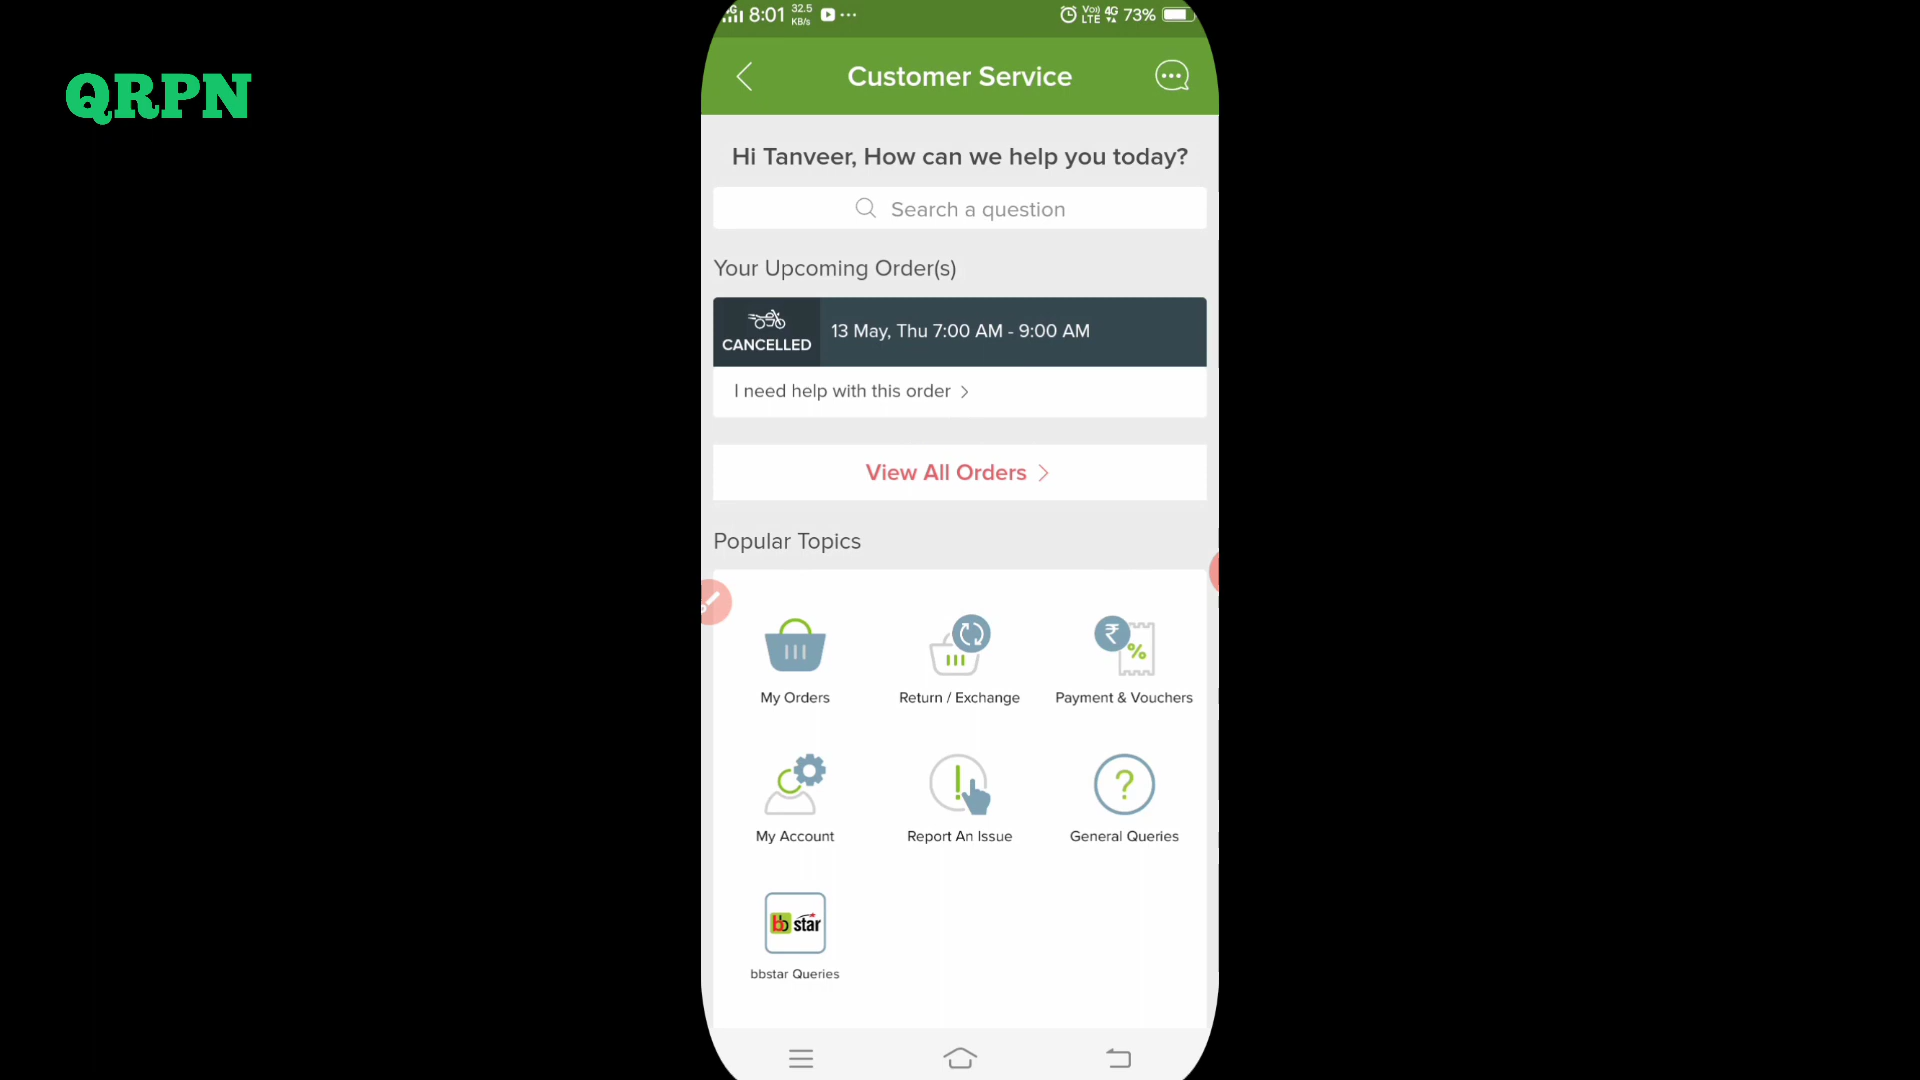 QRPN
8:01 32.5 KB/s ... Vo) LTE 4G 73%
Customer Service
Hi Tanveer, How can we help you today?
Search a question
Your Upcoming Order(s)
CANCELLED
13 May, Thu 7:00 AM - 9:00 AM
I need help with this order >
View All Orders >
Popular Topics
₹ %
My Orders Return / Exchange Payment & Vouchers
! ?
My Account Report An Issue General Queries
bb star
bbstar Queries